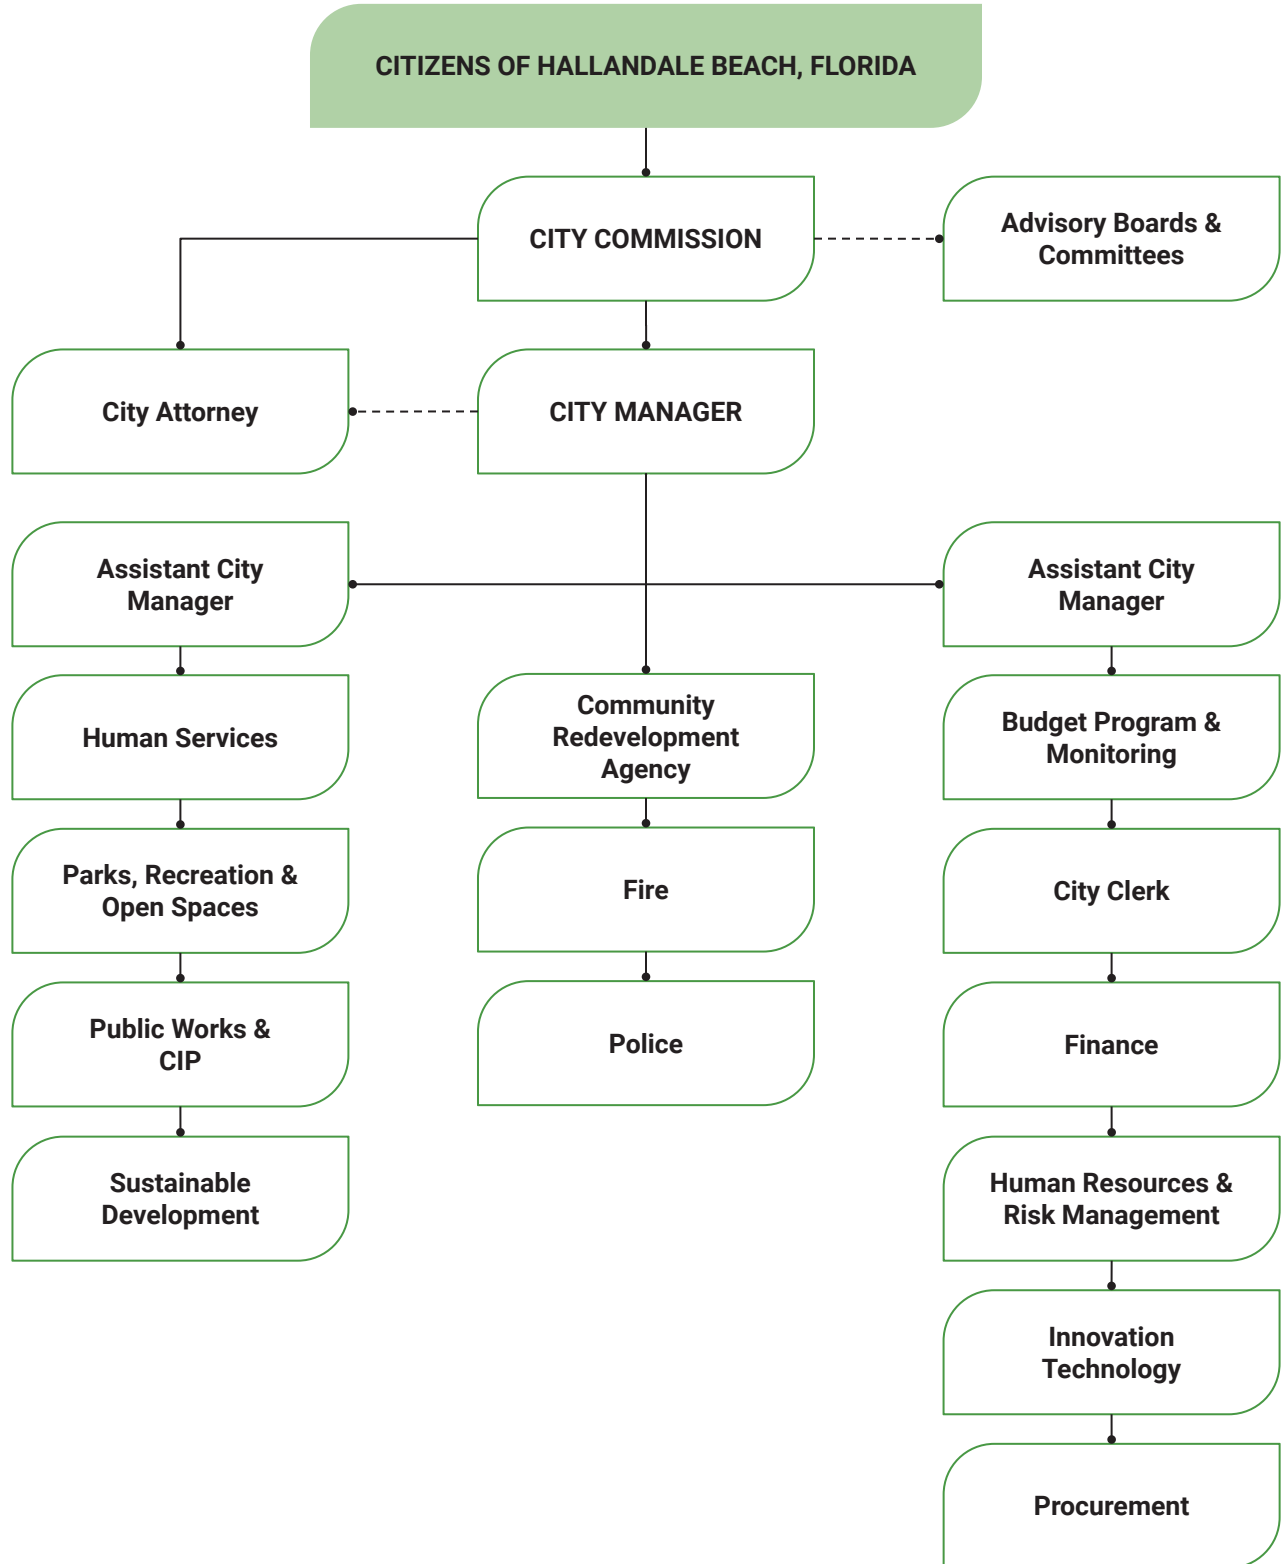 CITIZENS OF HALLANDALE BEACH, FLORIDA
CITY COMMISSION
Advisory Boards &
Committees
City Attorney
CITY MANAGER
Assistant City
Manager
Assistant City
Manager
Human Services
Community
Redevelopment
Agency
Budget Program &
Monitoring
Parks, Recreation &
Open Spaces
Fire
City Clerk
Public Works &
CIP
Police
Finance
Sustainable
Development
Human Resources &
Risk Management
Innovation
Technology
Procurement